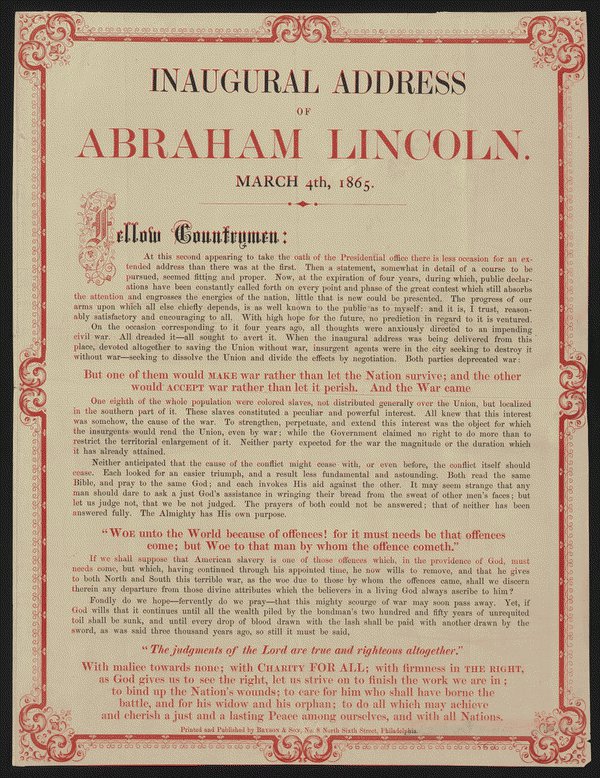 INAUGURAL ADDRESS
OF
ABRAHAM LINCOLN.
MARCH 4th, 1865.
Fellow Countrymen:
At this second appearing to take the oath of the Presidential office there is less occasion for an ex-
tended address than there was at the first. Then a statement, somewhat in detail of a course to be
pursued, seemed fitting and proper. Now, at the expiration of four years, during which, public declar-
ations have been constantly called forth on every point and phase of the great contest which still absorbs
the attention and engrosses the energies of the nation, little that is new could be presented. The progress of our
arms upon which all else chiefly depends, is as well known to the public as to myself: and it is, I trust, reason-
ably satisfactory and encouraging to all. With high hope for the future, no prediction in regard to it is ventured.
On the occasion corresponding to it four years ago, all thoughts were anxiously directed to an impending
civil war. All dreaded it—all sought to avert it. When the inaugural address was being delivered from this
place, devoted altogether to saving the Union without war, insurgent agents were in the city seeking to destroy it
without war—seeking to dissolve the Union and divide the effects by negotiation. Both parties deprecated war:
But one of them would MAKE war rather than let the Nation survive; and the other
would ACCEPT war rather than let it perish. And the War came
One eighth of the whole population were colored slaves, not distributed generally over the Union, but localized
in the southern part of it. These slaves constituted a peculiar and powerful interest. All knew that this interest
was somehow, the cause of the war. To strengthen, perpetuate, and extend this interest was the object for which
the insurgents would rend the Union, even by war; while the Government claimed no right to do more than to
restrict the territorial enlargement of it. Neither party expected for the war the magnitude or the duration which
it has already attained.
Neither anticipated that the cause of the conflict might cease with, or even before, the conflict itself should
cease. Each looked for an easier triumph, and a result less fundamental and astounding. Both read the same
Bible, and pray to the same God; and each invokes His aid against the other. It may seem strange that any
man should dare to ask a just God's assistance in wringing their bread from the sweat of other men's faces; but
let us judge not, that we be not judged. The prayers of both could not be answered; that of neither has been
answered fully. The Almighty has His own purpose.
"WOE unto the World because of offences! for it must needs be that offences
come; but Woe to that man by whom the offence cometh."
If we shall suppose that American slavery is one of those offences which, in the providence of God, must
needs come, but which, having continued through his appointed time, he now wills to remove, and that he gives
to both North and South this terrible war, as the woe due to those by whom the offences came, shall we discern
therein any departure from those divine attributes which the believers in a living God always ascribe to him?
Fondly do we hope—fervently do we pray—that this mighty scourge of war may soon pass away. Yet, if
God wills that it continues until all the wealth piled by the bondman's two hundred and fifty years of unrequited
toil shall be sunk, and until every drop of blood drawn with the lash shall be paid with another drawn by the
sword, as was said three thousand years ago, so still it must be said,
"The judgments of the Lord are true and righteous altogether."
With malice towards none; with CHARITY FOR ALL; with firmness in THE RIGHT,
as God gives us to see the right, let us strive on to finish the work we are in;
to bind up the Nation's wounds; to care for him who shall have borne the
battle, and for his widow and his orphan; to do all which may achieve
and cherish a just and a lasting Peace among ourselves, and with all Nations.
Printed and Published by BRYSON & SON, No. 8 North Sixth Street, Philadelphia.